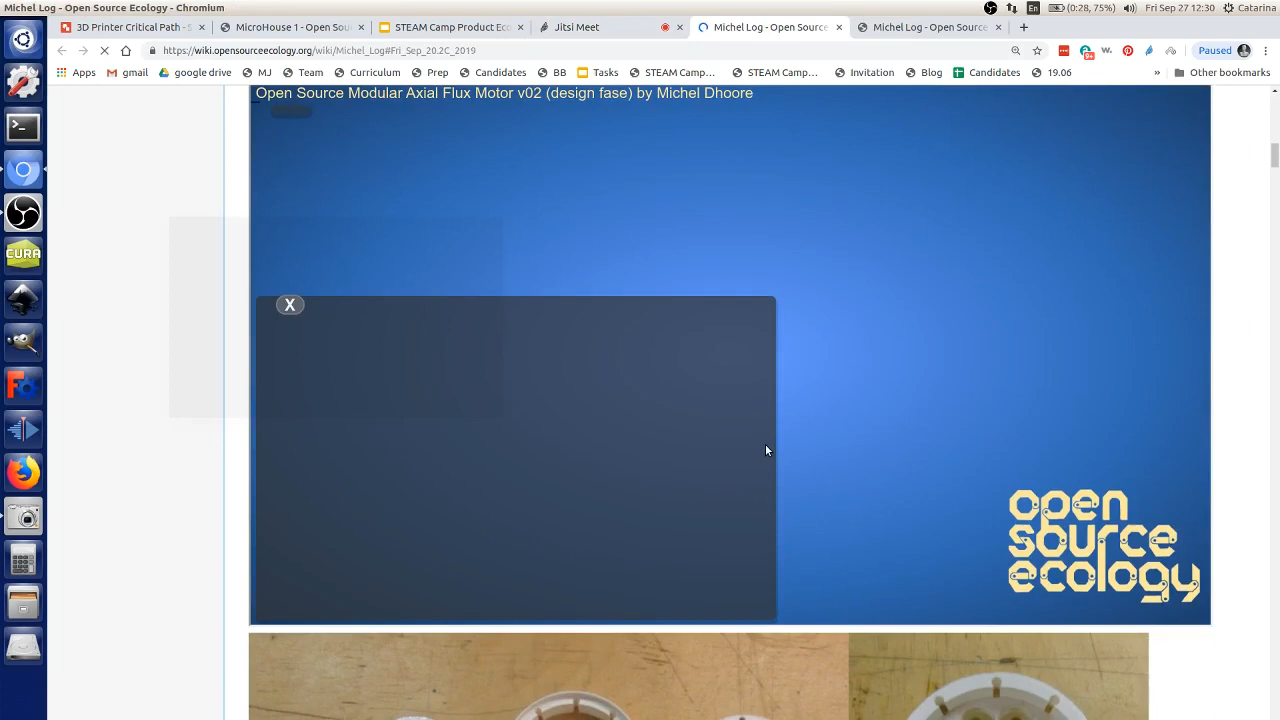 Michel Log - Open Source Ecology - Chromium
En (0:28, 75%) Fri Sep 27 12:30 Catarina
3D Printer Critical Path - S × MicroHouse 1 - Open Sou × STEAM Camp Product Ec × Jitsi Meet × Michel Log - Open Source × Michel Log - Open Source × +
https://wiki.opensourceecology.org/wiki/Michel_Log#Fri_Sep_20.2C_2019 9+ W. Paused
Apps gmail google drive MJ Team Curriculum Prep Candidates BB Tasks STEAM Camp... STEAM Camp... Invitation Blog Candidates 19.06 » Other bookmarks
Open Source Modular Axial Flux Motor v02 (design fase) by Michel Dhoore
X
CURA
open
source
ecology